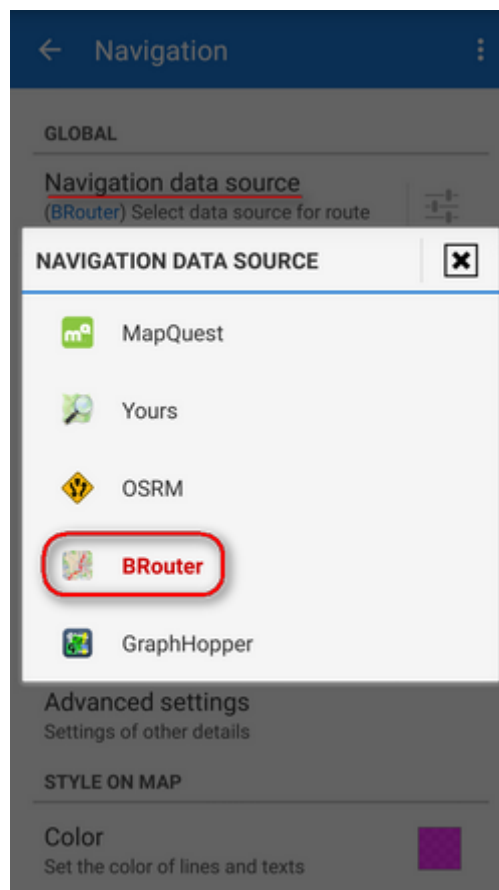 Navigation
GLOBAL
Navigation data source
(BRouter) Select data source for route
NAVIGATION DATA SOURCE
mq MapQuest
Yours
OSRM
BRouter
GraphHopper
Advanced settings
Settings of other details
STYLE ON MAP
Color
Set the color of lines and texts